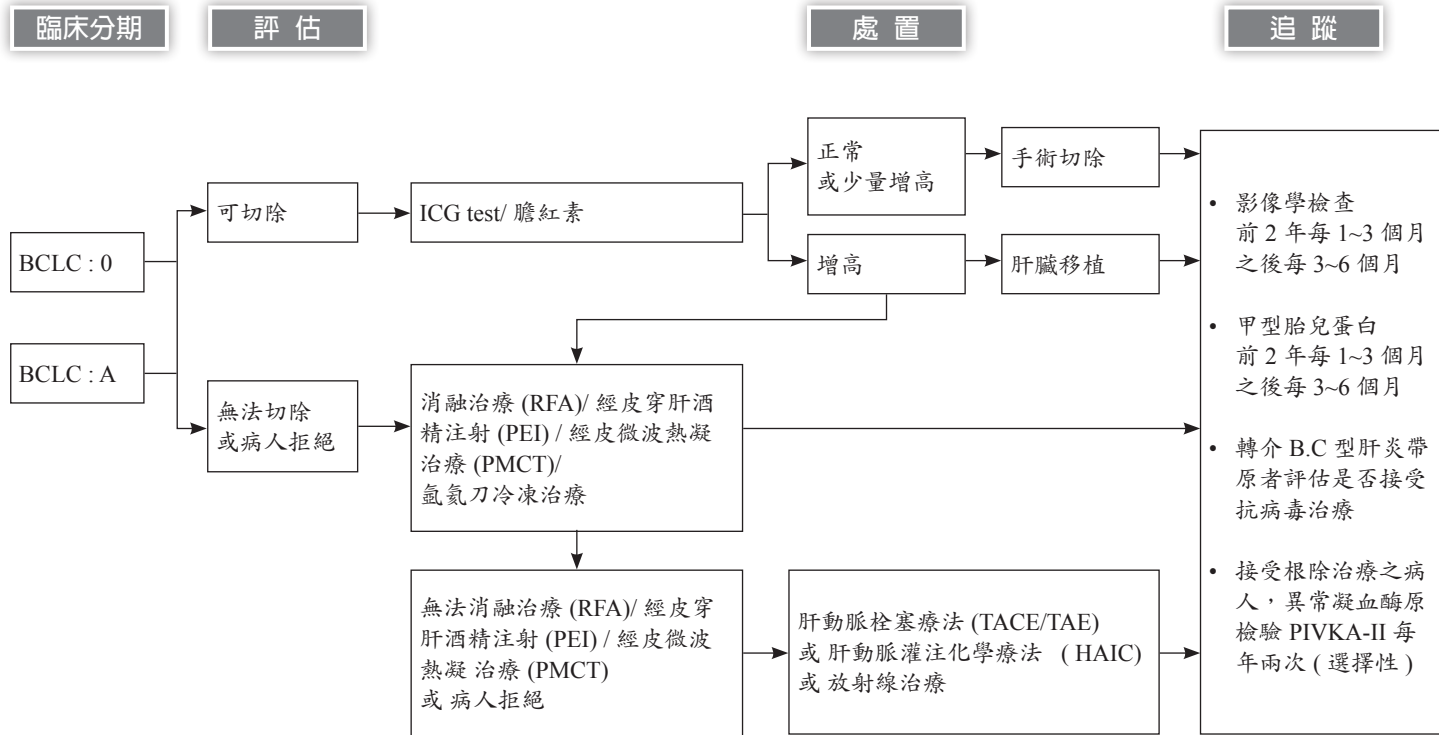 臨床分期
評 估
處 置
追 蹤
BCLC : 0
BCLC : A
可切除
無法切除
或病人拒絕
ICG test/ 膽紅素
正常
或少量增高
手術切除
增高
肝臟移植
消融治療 (RFA)/ 經皮穿肝酒
精注射 (PEI) / 經皮微波熱凝
治療 (PMCT)/
氬氦刀冷凍治療
無法消融治療 (RFA)/ 經皮穿
肝酒精注射 (PEI) / 經皮微波
熱凝 治療 (PMCT)
或 病人拒絕
肝動脈栓塞療法 (TACE/TAE)
或 肝動脈灌注化學療法 ( HAIC)
或 放射線治療
• 影像學檢查
前 2 年每 1~3 個月
之後每 3~6 個月
• 甲型胎兒蛋白
前 2 年每 1~3 個月
之後每 3~6 個月
• 轉介 B.C 型肝炎帶
原者評估是否接受
抗病毒治療
• 接受根除治療之病
人，異常凝血酶原
檢驗 PIVKA-II 每
年兩次 ( 選擇性 )